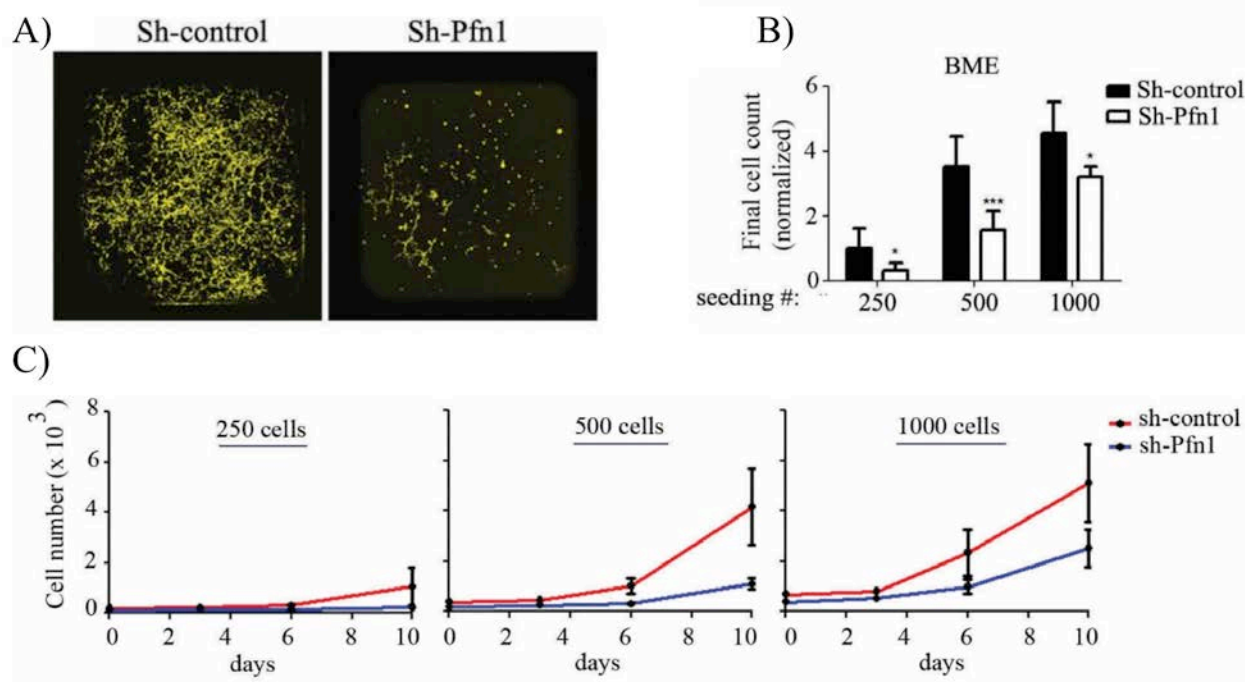 A)
Sh-control
Sh-Pfn1
B)
BME
Final cell count
(normalized)
6
4
2
0
Sh-control
Sh-Pfn1
*
***
*
seeding #:
250
500
1000
C)
Cell number (x 10 3 )
8
6
4
2
0
250 cells
500 cells
1000 cells
sh-control
sh-Pfn1
0 2 4 6 8 10
0 2 4 6 8 10
0 2 4 6 8 10
days
days
days